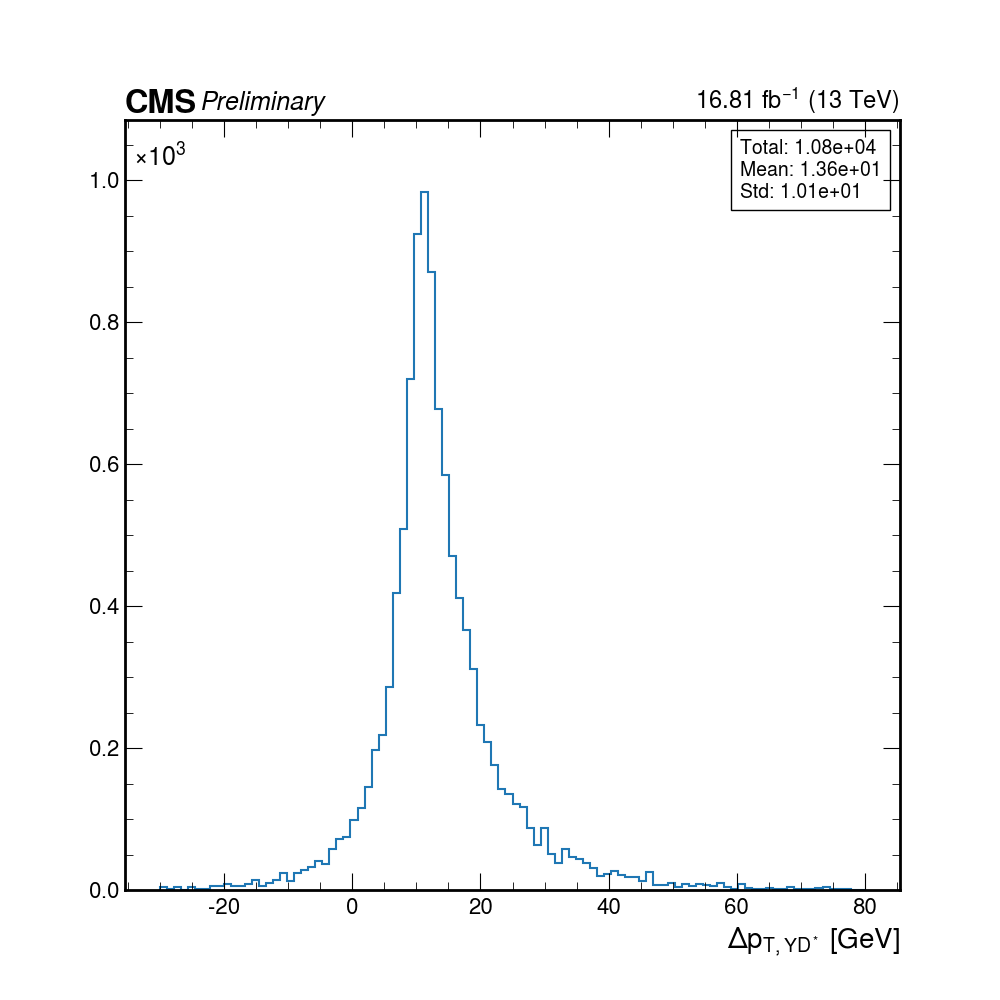 CMS Preliminary
16.81 fb⁻¹ (13 TeV)
×10³
Total: 1.08e+04
Mean: 1.36e+01
Std: 1.01e+01
1.0
0.8
0.6
0.4
0.2
0.0
-20 0 20 40 60 80
Δp_{T, YD*} [GeV]